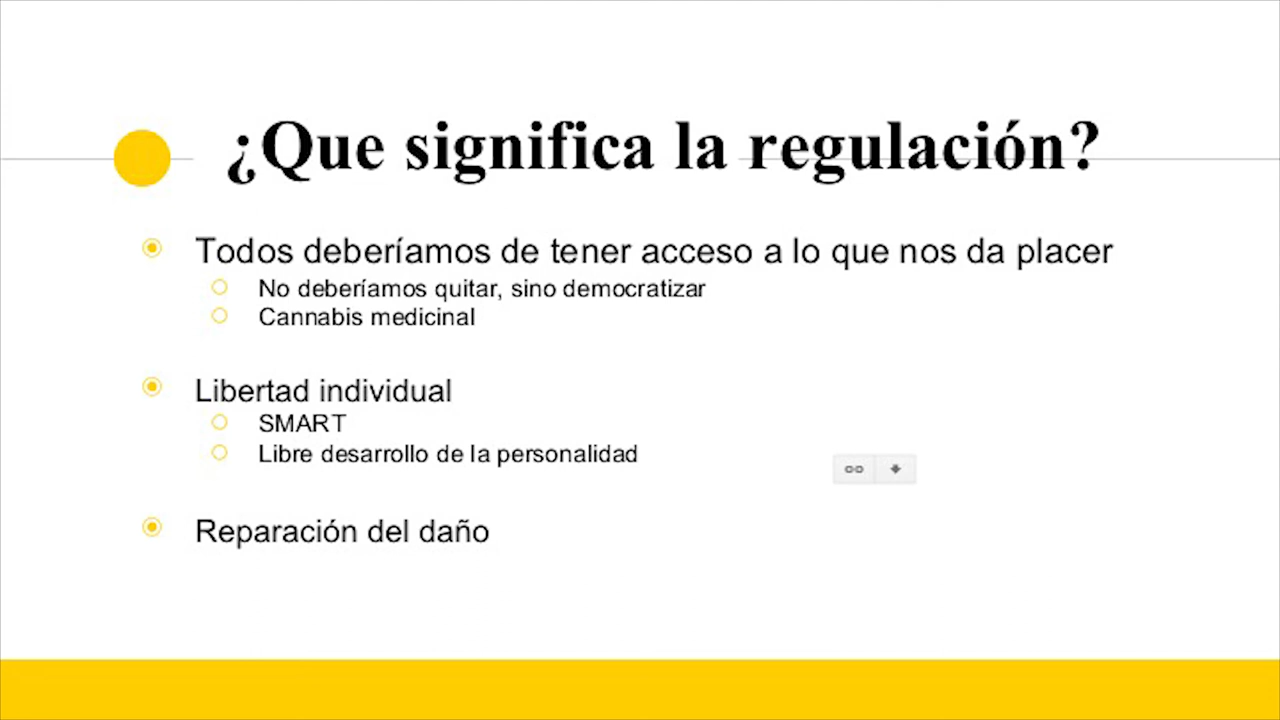 ¿Que significa la regulación?
Todos deberíamos de tener acceso a lo que nos da placer
No deberíamos quitar, sino democratizar
Cannabis medicinal
Libertad individual
SMART
Libre desarrollo de la personalidad
Reparación del daño